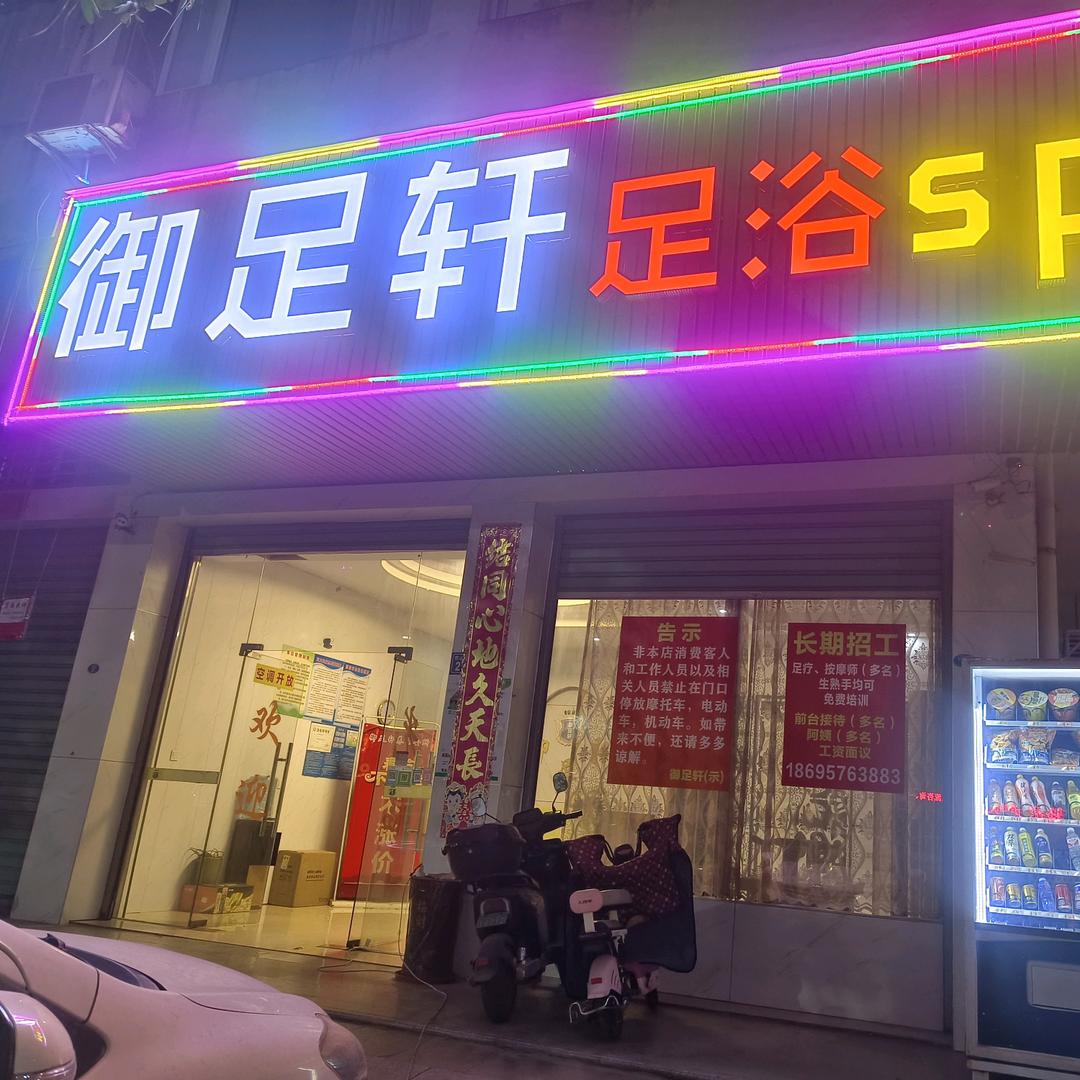 御足轩 足浴SP
结同心地久天長
空调开放
欢
迎
告示
非本店消费客人
和工作人员以及相
关人员禁止在门口
停放摩托车，电动
车，机动车。如带
来不便，还请多多
谅解。
御足轩(示)
长期招工
足疗、按摩师（多名）
生熟手均可
免费培训
前台接待（多名）
阿姨（多名）
工资面议
18695763883